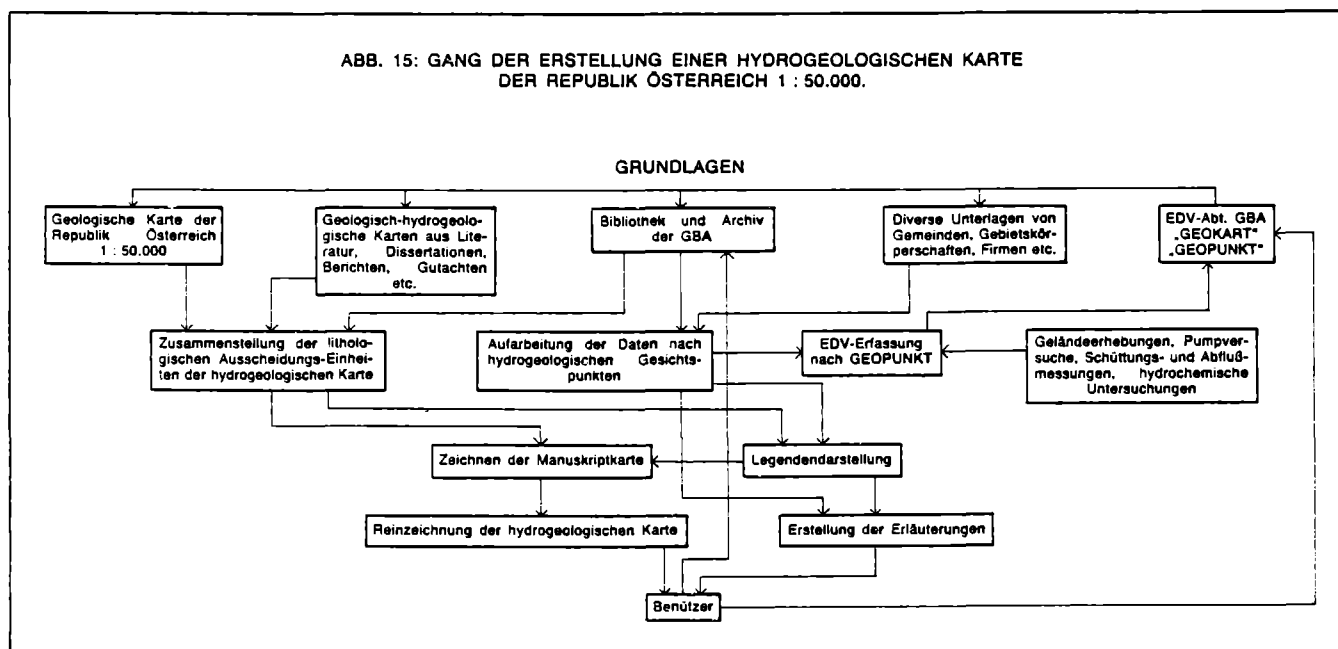 ABB. 15: GANG DER ERSTELLUNG EINER HYDROGEOLOGISCHEN KARTE
DER REPUBLIK ÖSTERREICH 1 : 50.000.
GRUNDLAGEN
Geologische Karte der
Republik Österreich
1 : 50.000
Geologisch-hydrogeolo-
gische Karten aus Lite-
ratur, Dissertationen,
Berichten, Gutachten
etc.
Bibliothek und Archiv
der GBA
Diverse Unterlagen von
Gemeinden, Gebietskör-
perschaften, Firmen etc.
EDV-Abt. GBA
„GEOKART“
„GEOPUNKT“
Zusammenstellung der lithologischen
Ausscheidungs-Einhei-
ten der hydrogeologischen Karte
Aufarbeitung der Daten nach
hydrogeologischen Gesichts-
punkten
EDV-Erfassung
nach GEOPUNKT
Geländeerhebungen, Pumpver-
suche, Schüttungs- und Abfluß-
messungen, hydrochemische
Untersuchungen
Zeichnen der Manuskriptkarte
Legendendarstellung
Reinzeichnung der hydrogeologischen Karte
Erstellung der Erläuterungen
Benützer